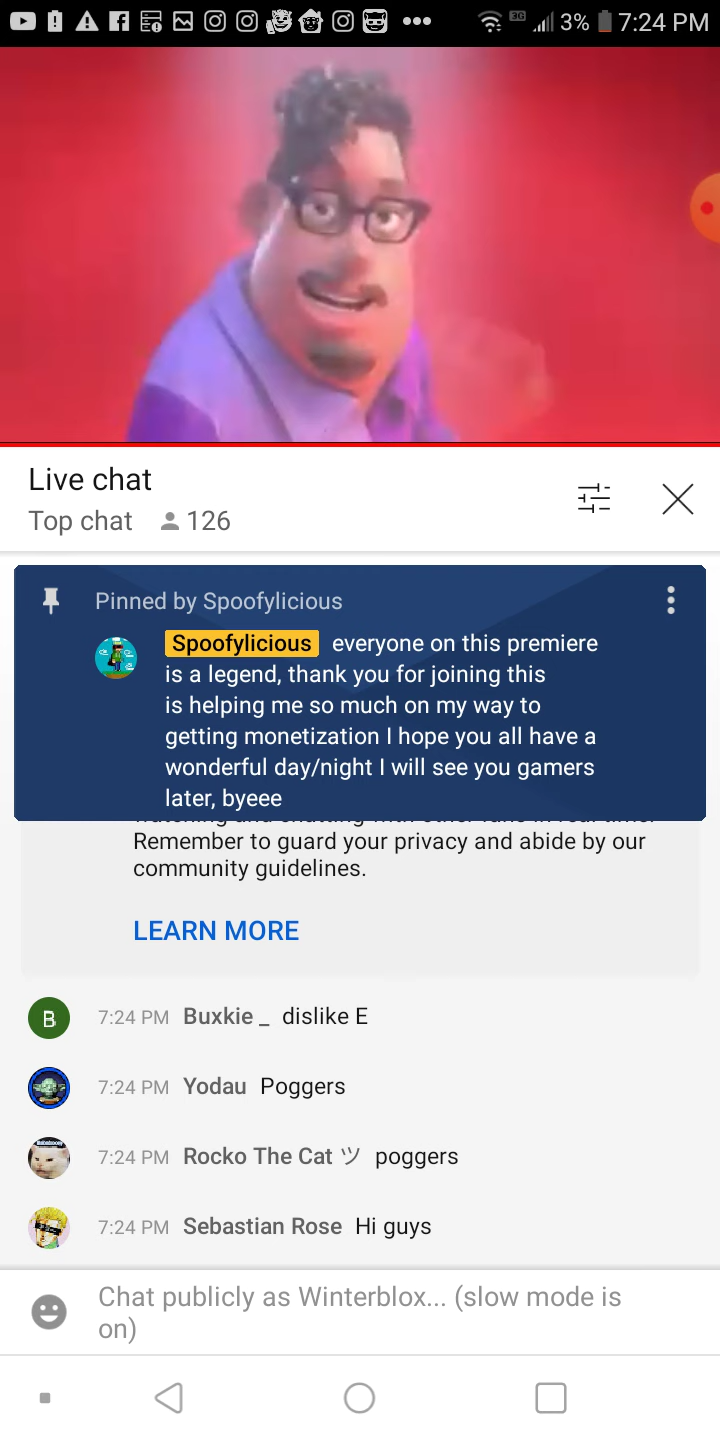 3G 3% 7:24 PM
Live chat
Top chat 126
Pinned by Spoofylicious
Spoofylicious everyone on this premiere
is a legend, thank you for joining this
is helping me so much on my way to
getting monetization I hope you all have a
wonderful day/night I will see you gamers
later, byeee
Remember to guard your privacy and abide by our
community guidelines.
LEARN MORE
B 7:24 PM Buxkie _ dislike E
7:24 PM Yodau Poggers
7:24 PM Rocko The Cat ツ poggers
7:24 PM Sebastian Rose Hi guys
Chat publicly as Winterblox... (slow mode is
on)